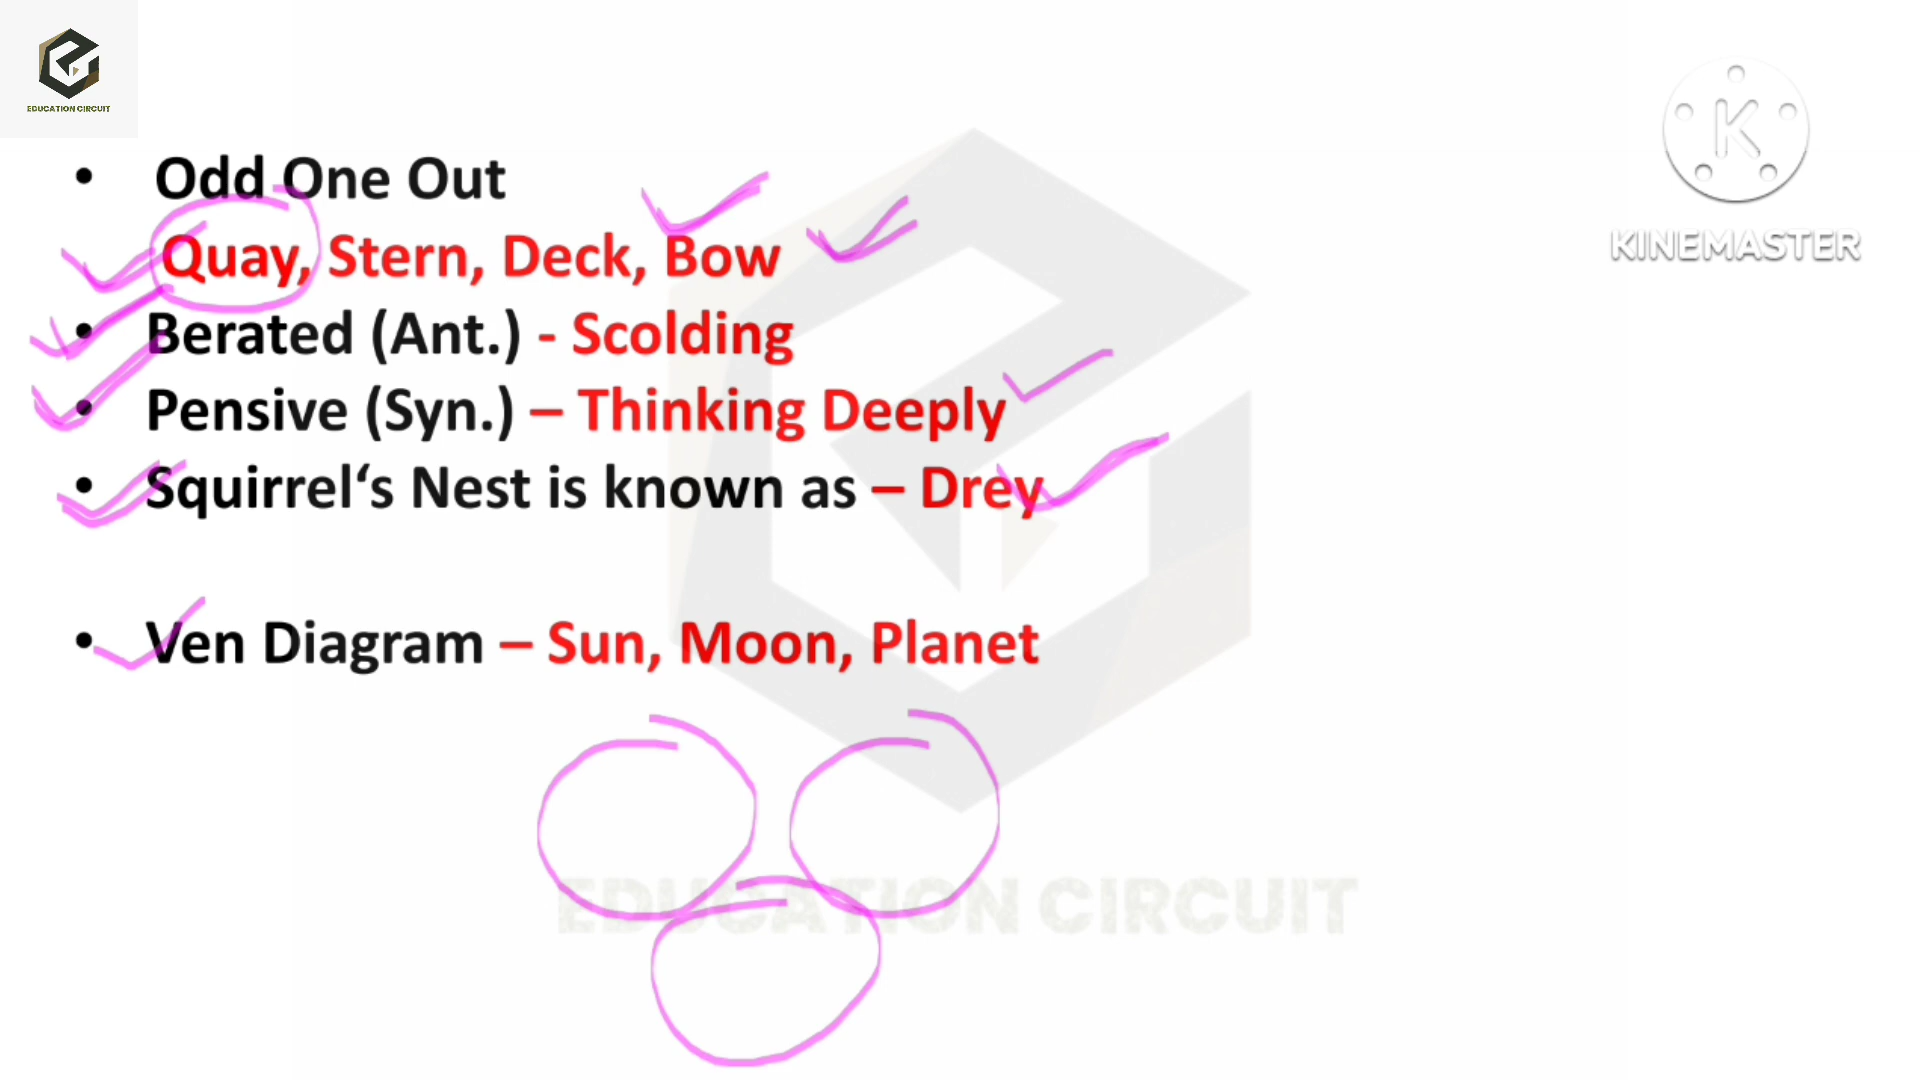 EDUCATION CIRCUIT
KINEMASTER
• Odd One Out
Quay, Stern, Deck, Bow
• Berated (Ant.) - Scolding
• Pensive (Syn.) – Thinking Deeply
• Squirrel‘s Nest is known as – Drey
• Ven Diagram – Sun, Moon, Planet
EDUCATION CIRCUIT